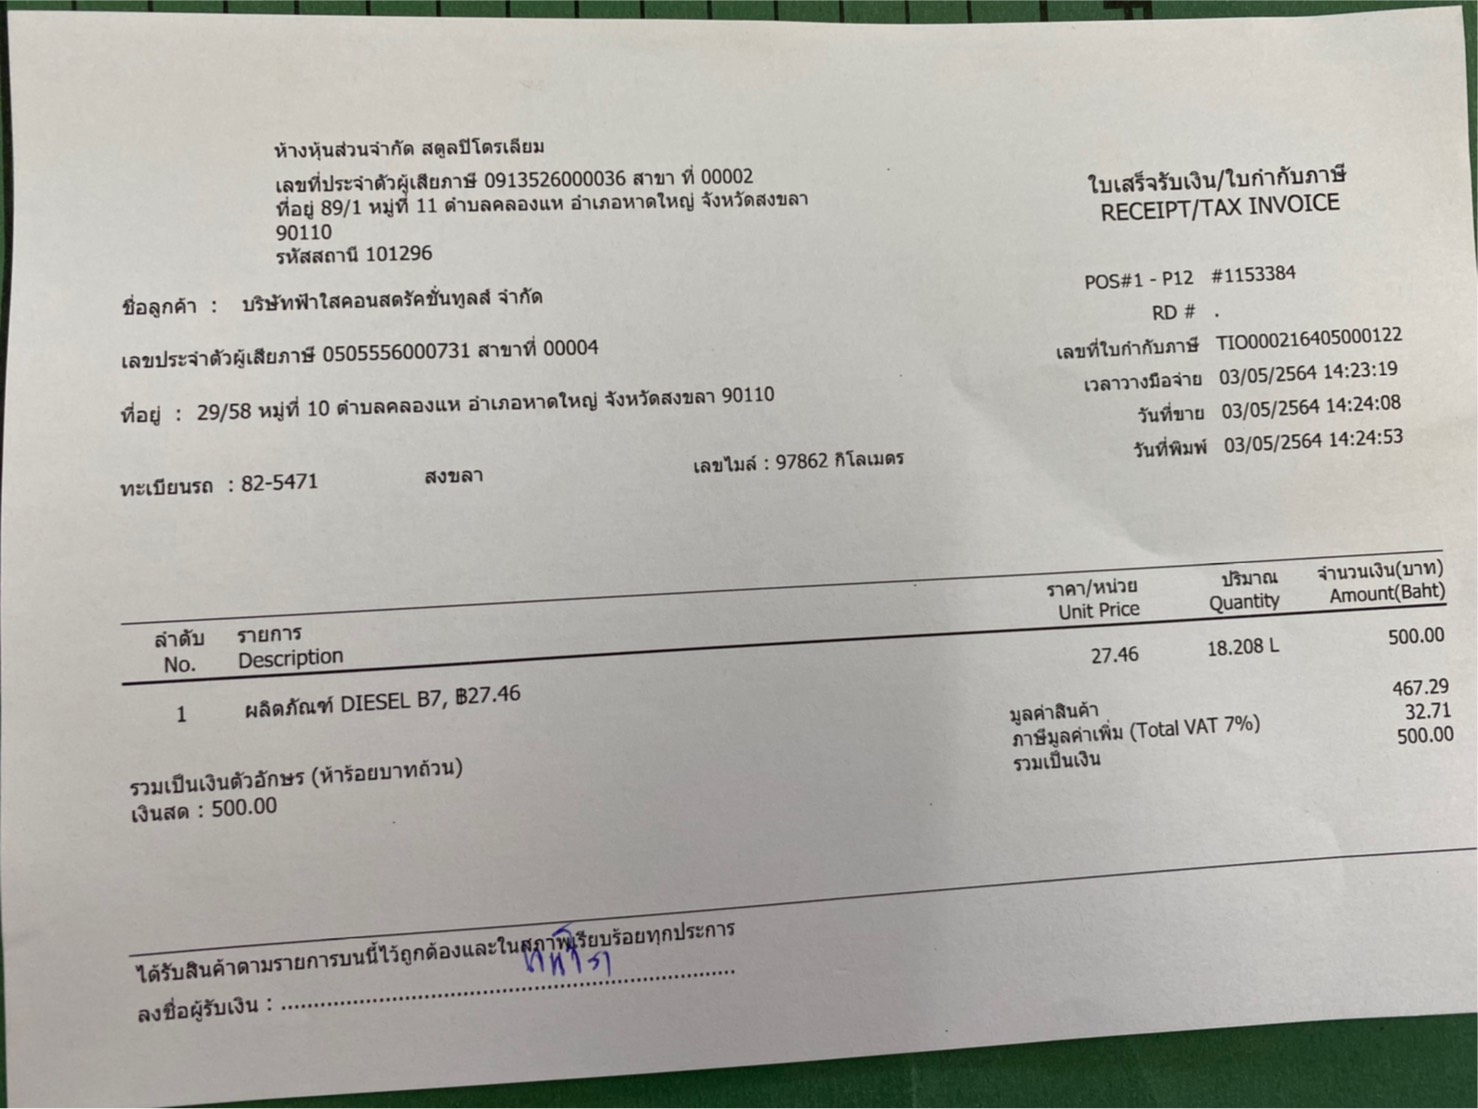 ห้างหุ้นส่วนจำกัด สตูลปิโตรเลียม
เลขที่ประจำตัวผู้เสียภาษี 0913526000036 สาขา ที่ 00002
ที่อยู่ 89/1 หมู่ที่ 11 ตำบลคลองแห อำเภอหาดใหญ่ จังหวัดสงขลา
90110
รหัสสถานี 101296
ใบเสร็จรับเงิน/ใบกำกับภาษี
RECEIPT/TAX INVOICE
POS#1 - P12 #1153384
RD # .
เลขที่ใบกำกับภาษี TIO000216405000122
เวลาวางมือจ่าย 03/05/2564 14:23:19
วันที่ขาย 03/05/2564 14:24:08
วันที่พิมพ์ 03/05/2564 14:24:53
ชื่อลูกค้า : บริษัทฟ้าใสคอนสตรัคชั่นทูลส์ จำกัด
เลขประจำตัวผู้เสียภาษี 0505556000731 สาขาที่ 00004
ที่อยู่ : 29/58 หมู่ที่ 10 ตำบลคลองแห อำเภอหาดใหญ่ จังหวัดสงขลา 90110
ทะเบียนรถ : 82-5471 สงขลา เลขไมล์ : 97862 กิโลเมตร
ลำดับ รายการ ราคา/หน่วย ปริมาณ จำนวนเงิน(บาท)
No. Description Unit Price Quantity Amount(Baht)
1 ผลิตภัณฑ์ DIESEL B7, ฿27.46 27.46 18.208 L 500.00
มูลค่าสินค้า 467.29
ภาษีมูลค่าเพิ่ม (Total VAT 7%) 32.71
รวมเป็นเงิน 500.00
รวมเป็นเงินตัวอักษร (ห้าร้อยบาทถ้วน)
เงินสด : 500.00
ได้รับสินค้าตามรายการบนนี้ไว้ถูกต้องและในสภาพเรียบร้อยทุกประการ
ลงชื่อผู้รับเงิน : ....................................................................